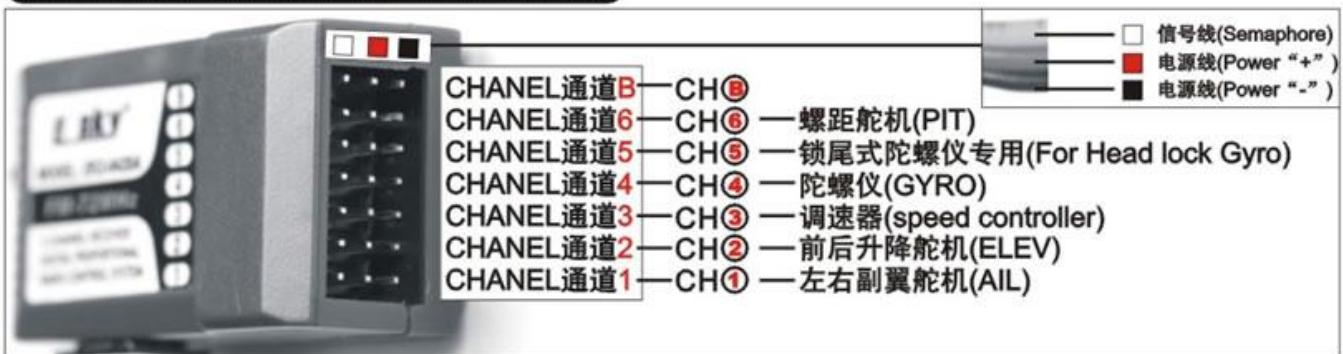 信号线(Semaphore)
电源线(Power “+”)
电源线(Power “-”)
CHANEL通道B—CHⒷ
CHANEL通道6—CH⑥—螺距舵机(PIT)
CHANEL通道5—CH⑤—锁尾式陀螺仪专用(For Head lock Gyro)
CHANEL通道4—CH④—陀螺仪(GYRO)
CHANEL通道3—CH③—调速器(speed controller)
CHANEL通道2—CH②—前后升降舵机(ELEV)
CHANEL通道1—CH①—左右副翼舵机(AIL)